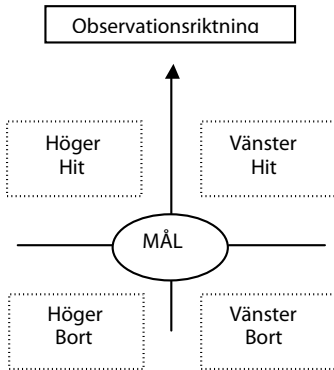 Observationsriktning
Höger
Hit
Vänster
Hit
MÅL
Höger
Bort
Vänster
Bort